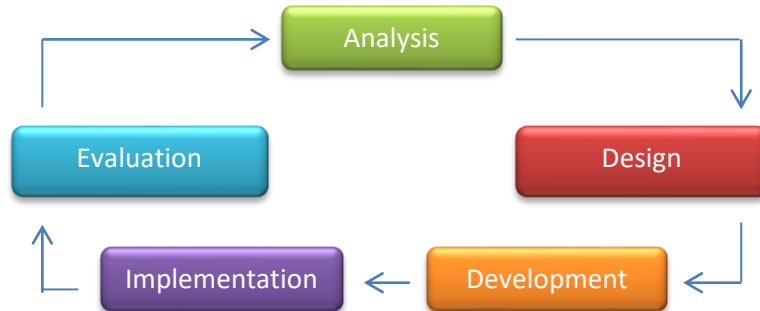 Analysis
Evaluation
Design
Implementation
Development